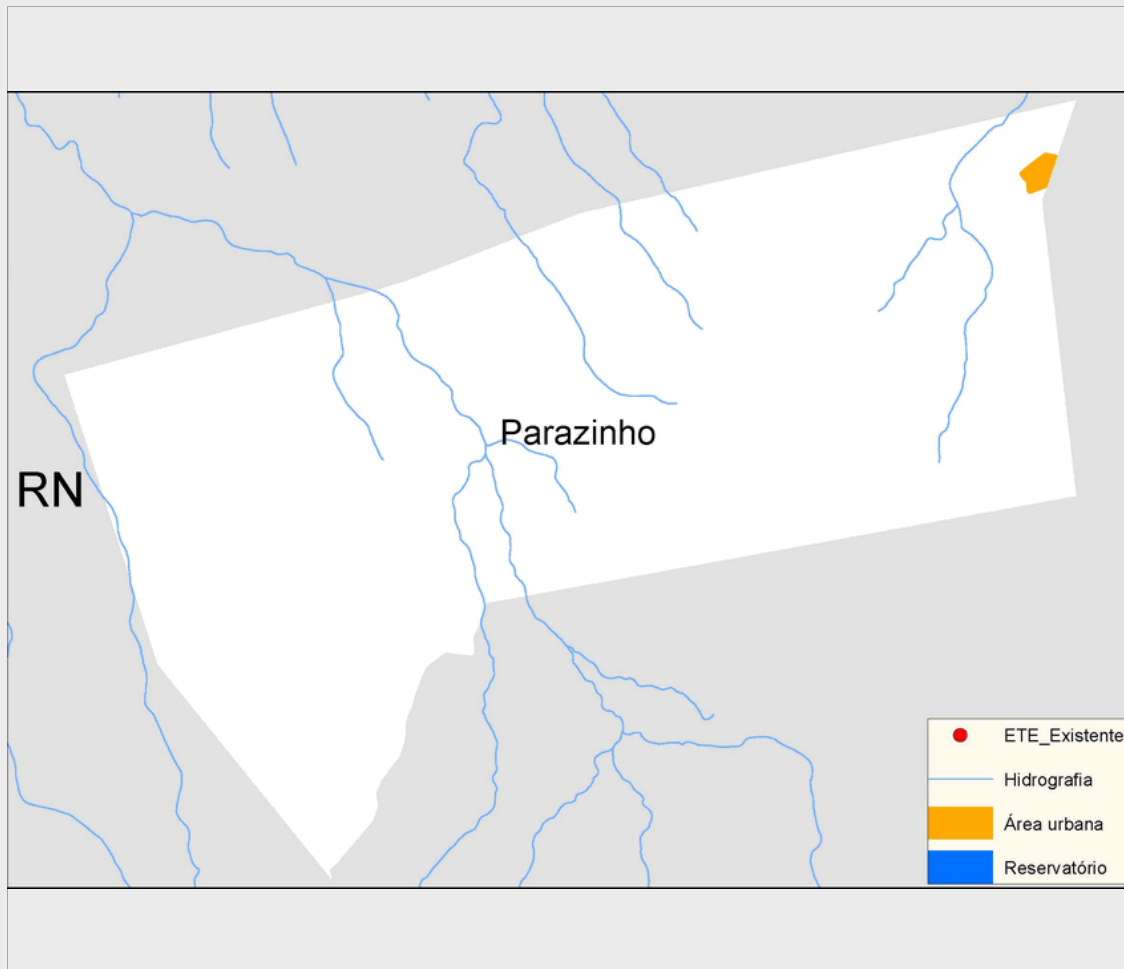 Parazinho
RN
ETE_Existente
Hidrografia
Área urbana
Reservatório